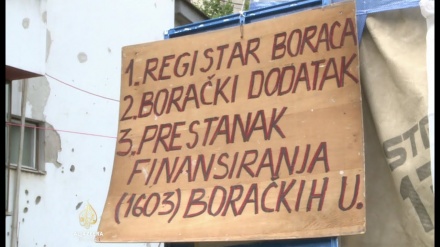 1. REGISTAR BORACA
2. BORAČKI DODATAK
3. PRESTANAK
FINANSIRANJA
(1603) BORAČKIH U.